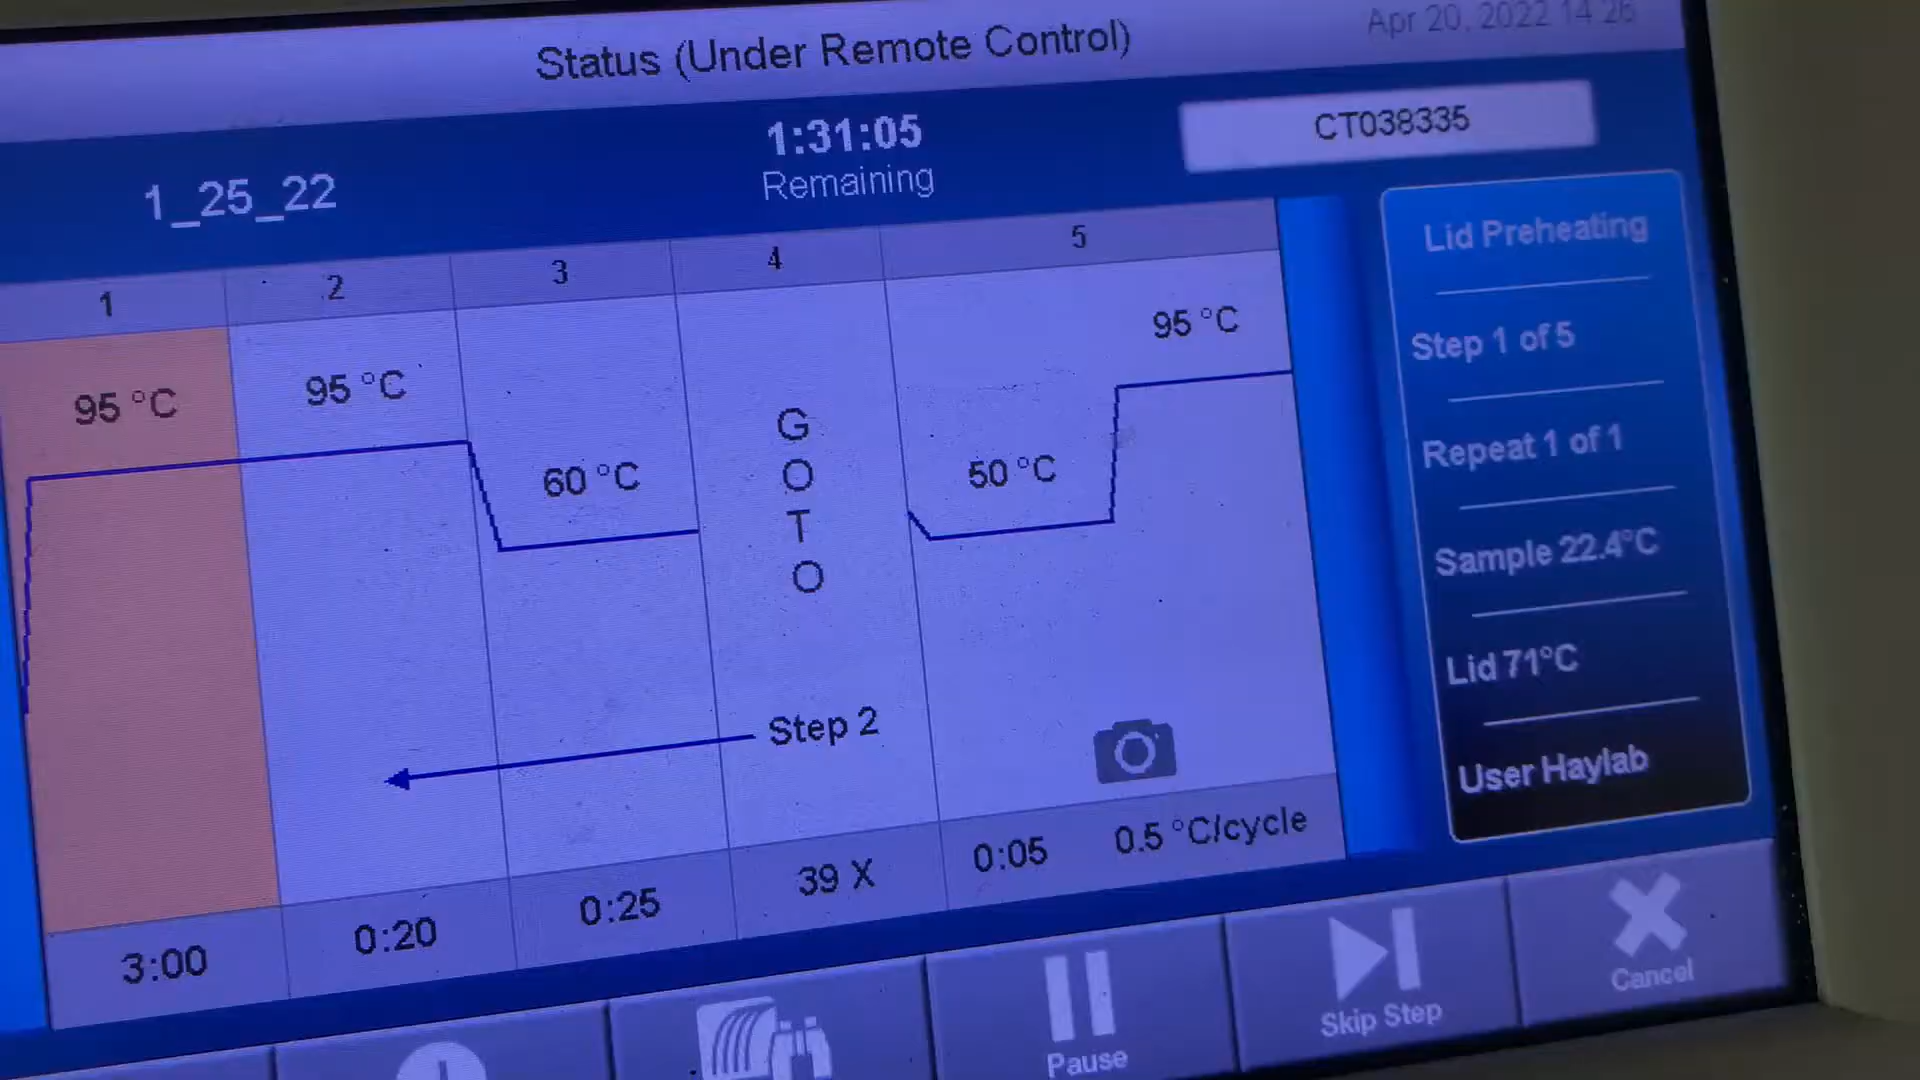 Apr 20, 2022 14:26
Status (Under Remote Control)
1_25_22
1:31:05
Remaining
CT038335
1 2 3 4 5
95 °C
95 °C
60 °C
G
O
T
O
50 °C
95 °C
Step 2
3:00
0:20
0:25
39 X
0:05
0.5 °C/cycle
Lid Preheating
Step 1 of 5
Repeat 1 of 1
Sample 22.4°C
Lid 71°C
User Haylab
Pause
Skip Step
Cancel